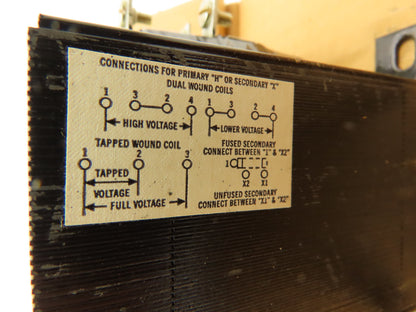 CONNECTIONS FOR PRIMARY "H" OR SECONDARY "X"
DUAL WOUND COILS
1 3 2 4 1 3 2 4
HIGH VOLTAGE LOWER VOLTAGE
TAPPED WOUND COIL
1 2 3
TAPPED
VOLTAGE
FULL VOLTAGE
FUSED SECONDARY
CONNECT BETWEEN "1" & "X2"
1
X2 X1
UNFUSED SECONDARY
CONNECT BETWEEN "X1" & "X2"